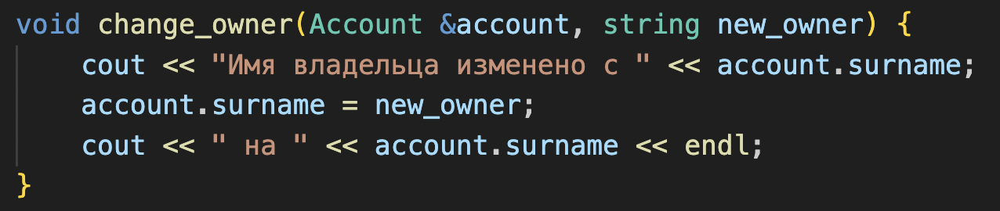 void change_owner(Account &account, string new_owner) {
    cout << "Имя владельца изменено с " << account.surname;
    account.surname = new_owner;
    cout << " на " << account.surname << endl;
}